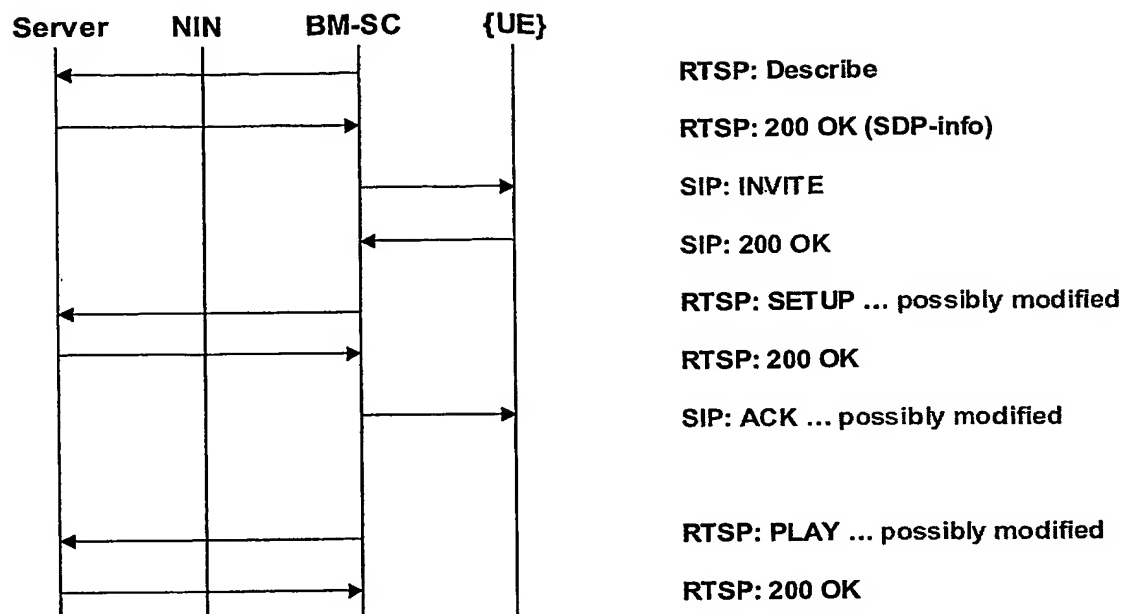 Server NIN BM-SC {UE}
RTSP: Describe
RTSP: 200 OK (SDP-info)
SIP: INVITE
SIP: 200 OK
RTSP: SETUP ... possibly modified
RTSP: 200 OK
SIP: ACK ... possibly modified
RTSP: PLAY ... possibly modified
RTSP: 200 OK